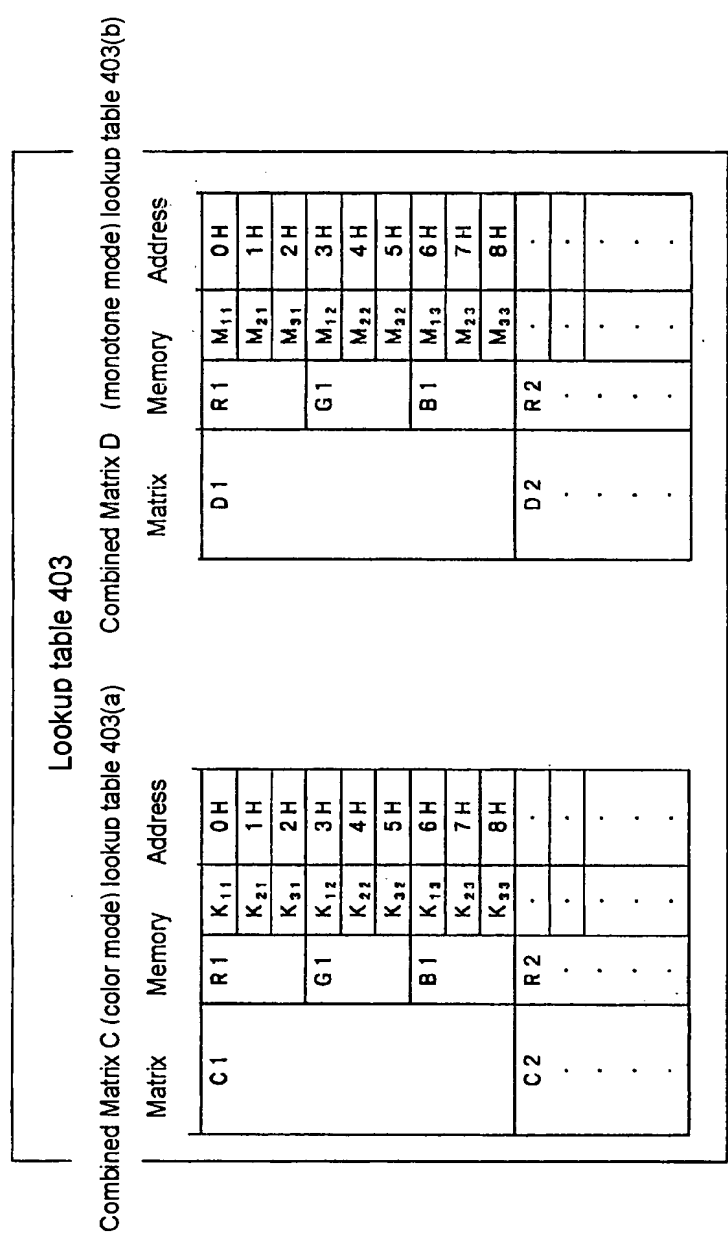 Lookup table 403
Combined Matrix C (color mode) lookup table 403(a)
Matrix Memory Address
C1 R1 K11 0H
K21 1H
K31 2H
G1 K12 3H
K22 4H
K32 5H
B1 K13 6H
K23 7H
K33 8H
C2 R2 . .
. . . .
. . . .
. . . .
. . . .
Combined Matrix D (monotone mode) lookup table 403(b)
Matrix Memory Address
D1 R1 M11 0H
M21 1H
M31 2H
G1 M12 3H
M22 4H
M32 5H
B1 M13 6H
M23 7H
M33 8H
D2 R2 . .
. . . .
. . . .
. . . .
. . . .